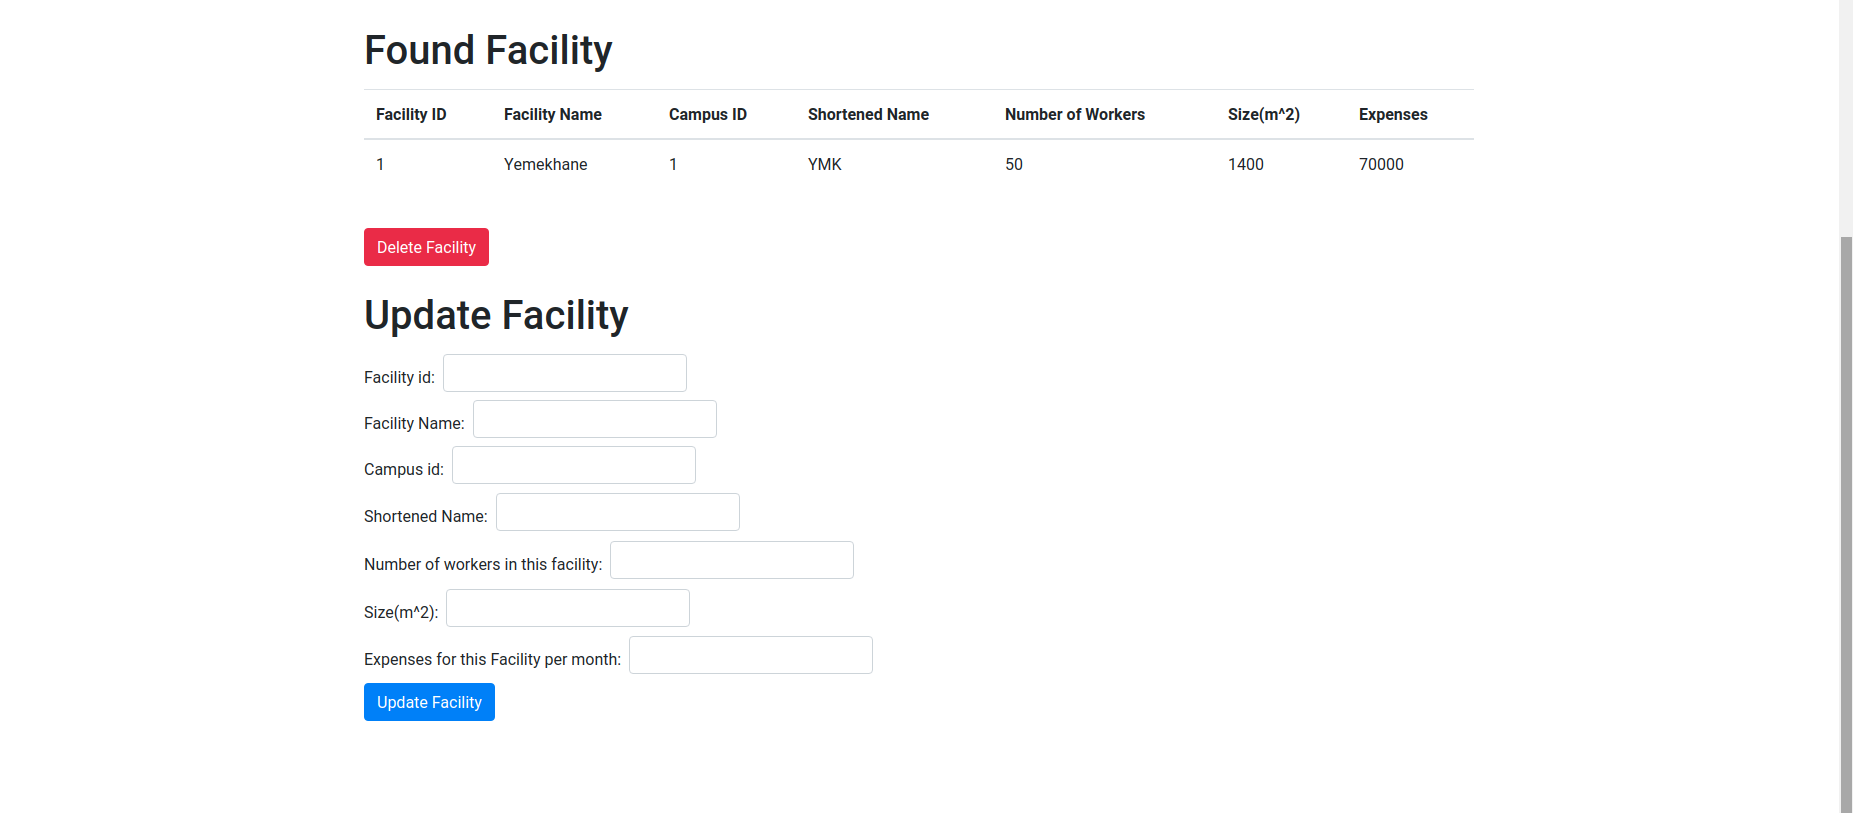 Found Facility
Facility ID Facility Name Campus ID Shortened Name Number of Workers Size(m^2) Expenses
1 Yemekhane 1 YMK 50 1400 70000
Delete Facility
Update Facility
Facility id:
Facility Name:
Campus id:
Shortened Name:
Number of workers in this facility:
Size(m^2):
Expenses for this Facility per month:
Update Facility